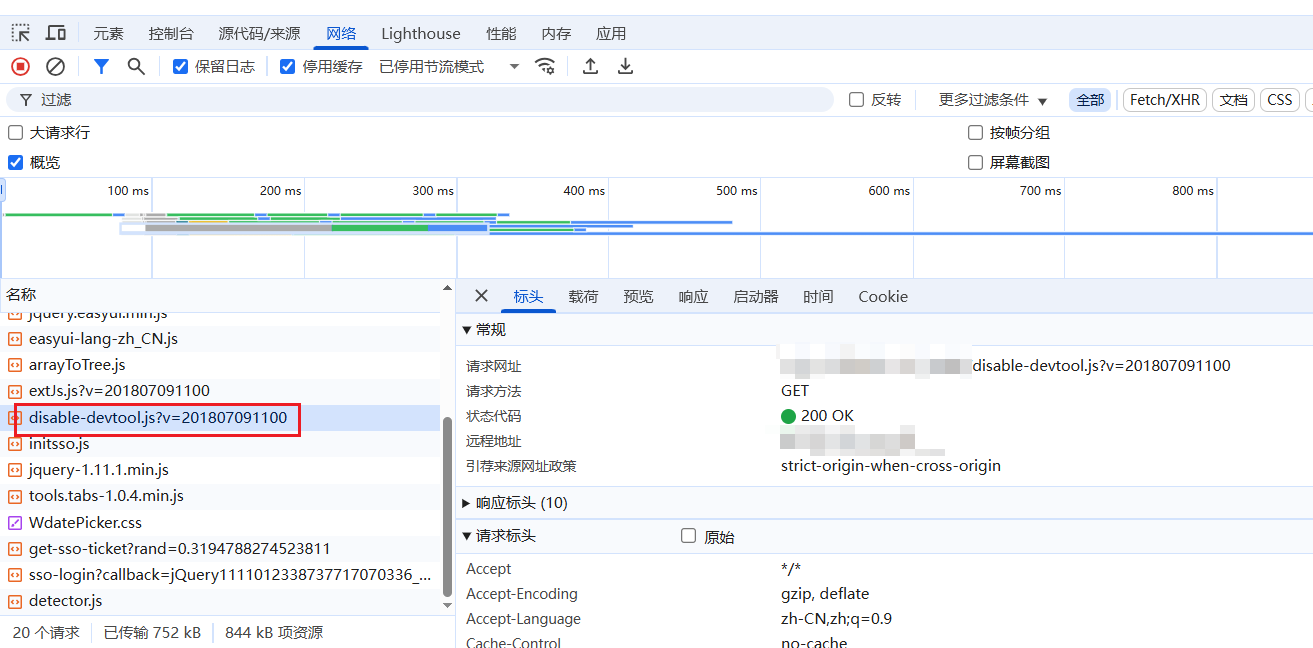 元素 控制台 源代码/来源 网络 Lighthouse 性能 内存 应用
保留日志 停用缓存 已停用节流模式
过滤 反转 更多过滤条件 全部 Fetch/XHR 文档 CSS
大请求行 按帧分组
概览 屏幕截图
100 ms 200 ms 300 ms 400 ms 500 ms 600 ms 700 ms 800 ms
名称
jquery.easyui.min.js
easyui-lang-zh_CN.js
arrayToTree.js
extJs.js?v=201807091100
disable-devtool.js?v=201807091100
initsso.js
jquery-1.11.1.min.js
tools.tabs-1.0.4.min.js
WdatePicker.css
get-sso-ticket?rand=0.3194788274523811
sso-login?callback=jQuery1111012338737717070336_...
detector.js
20 个请求 已传输 752 kB 844 kB 项资源
标头 载荷 预览 响应 启动器 时间 Cookie
常规
请求网址 disable-devtool.js?v=201807091100
请求方法 GET
状态代码 200 OK
远程地址
引荐来源网址政策 strict-origin-when-cross-origin
响应标头 (10)
请求标头 原始
Accept */*
Accept-Encoding gzip, deflate
Accept-Language zh-CN,zh;q=0.9
Cache-Control no-cache